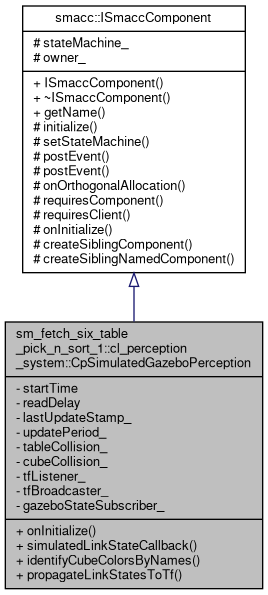 smacc::ISmaccComponent
# stateMachine_
# owner_
+ ISmaccComponent()
+ ~ISmaccComponent()
+ getName()
# initialize()
# setStateMachine()
# postEvent()
# postEvent()
# onOrthogonalAllocation()
# requiresComponent()
# requiresClient()
# onInitialize()
# createSiblingComponent()
# createSiblingNamedComponent()
sm_fetch_six_table
_pick_n_sort_1::cl_perception
_system::CpSimulatedGazeboPerception
- startTime
- readDelay
- lastUpdateStamp_
- updatePeriod_
- tableCollision_
- cubeCollision_
- tfListener_
- tfBroadcaster_
- gazeboStateSubscriber_
+ onInitialize()
+ simulatedLinkStateCallback()
+ identifyCubeColorsByNames()
+ propagateLinkStatesToTf()